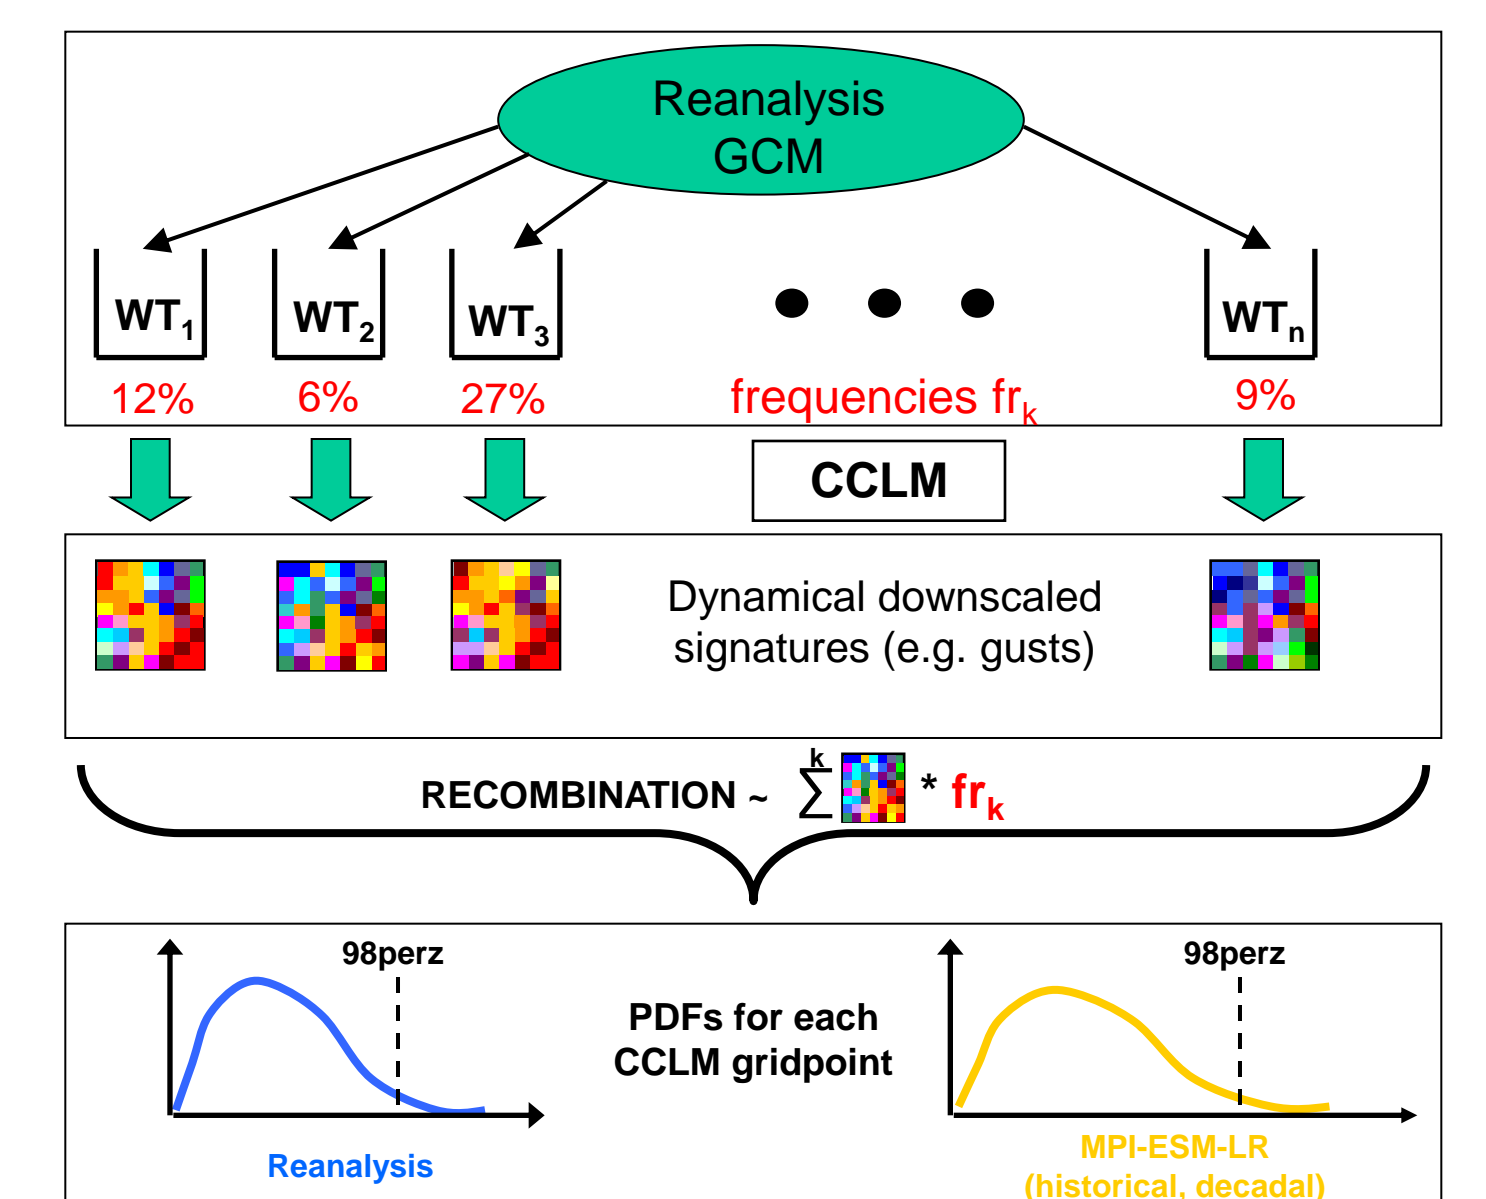 Reanalysis
GCM
WT1 WT2 WT3 WTn
12% 6% 27% frequencies frk 9%
CCLM
Dynamical downscaled
signatures (e.g. gusts)
k
RECOMBINATION ~ ∑ * frk
98perz 98perz
PDFs for each
CCLM gridpoint
Reanalysis
MPI-ESM-LR
(historical, decadal)